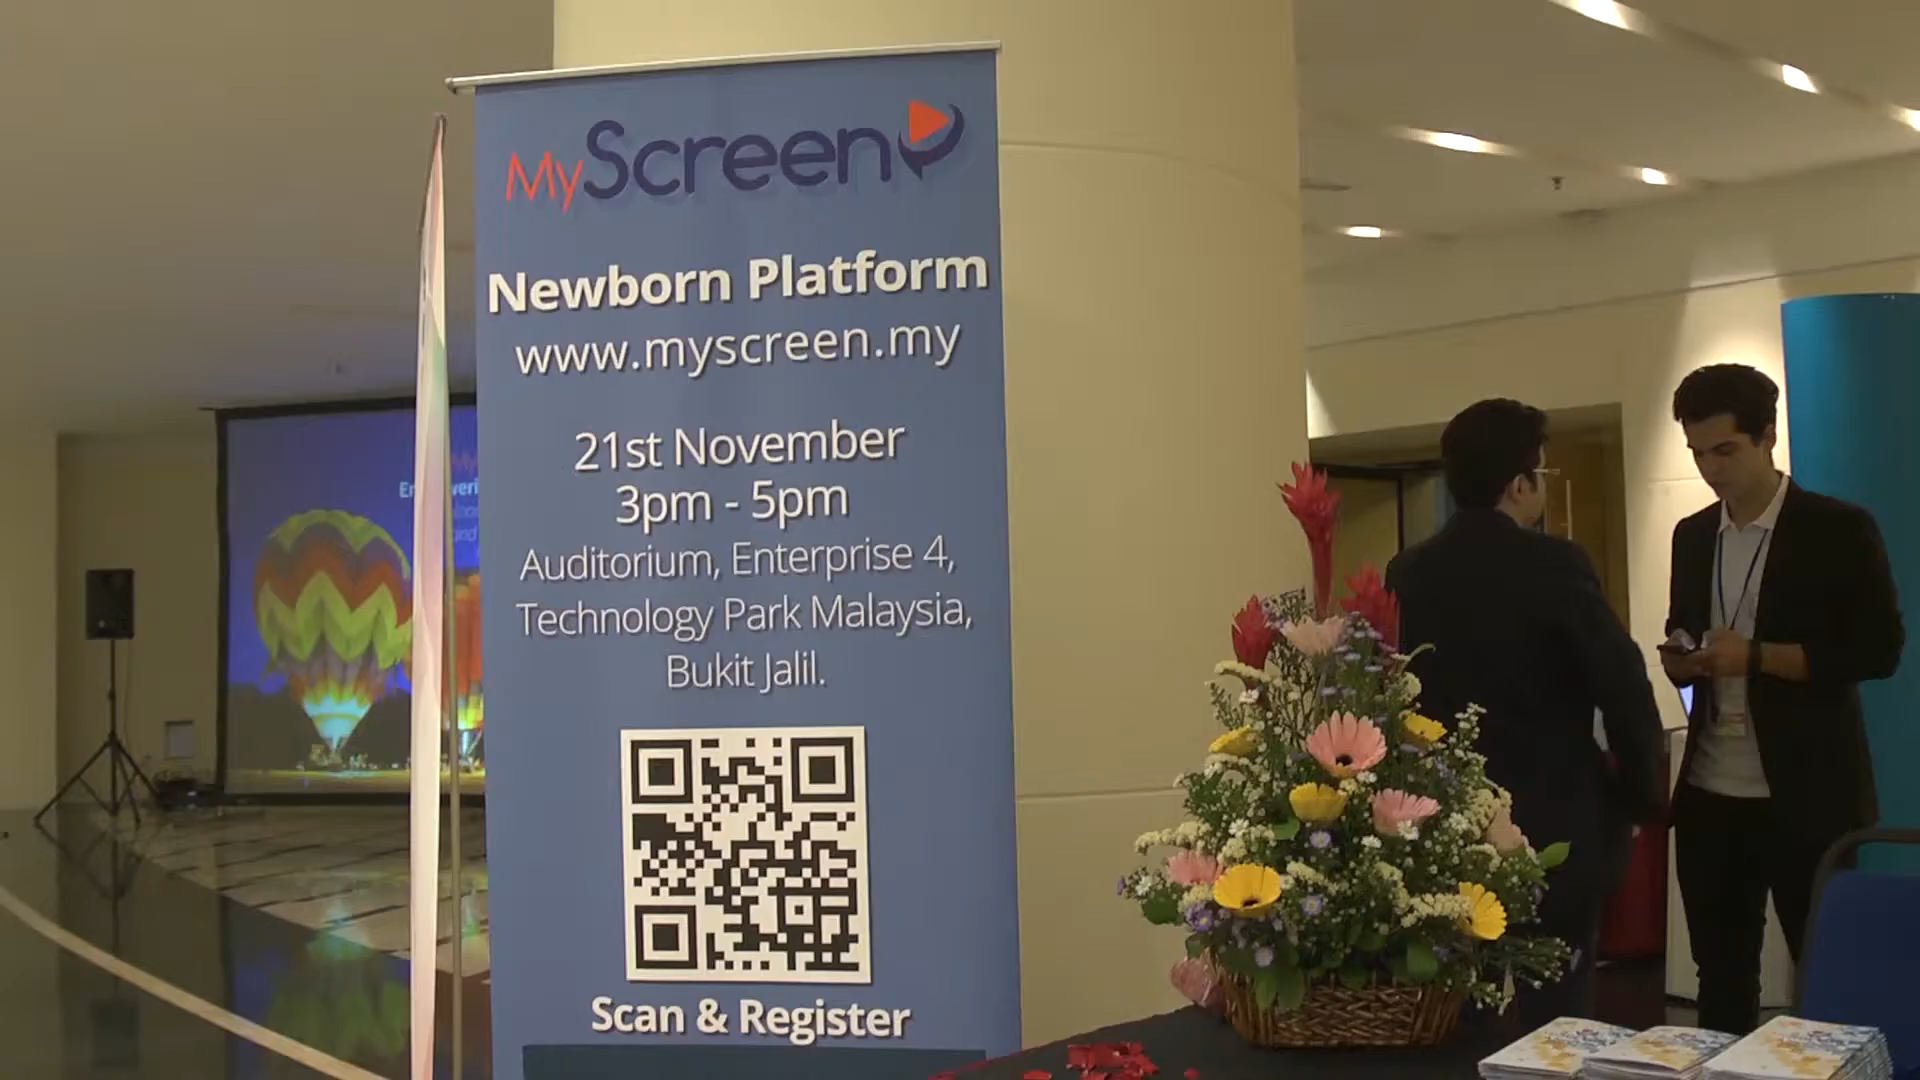 MyScreen
Newborn Platform
www.myscreen.my
21st November
3pm - 5pm
Auditorium, Enterprise 4,
Technology Park Malaysia,
Bukit Jalil.
Scan & Register